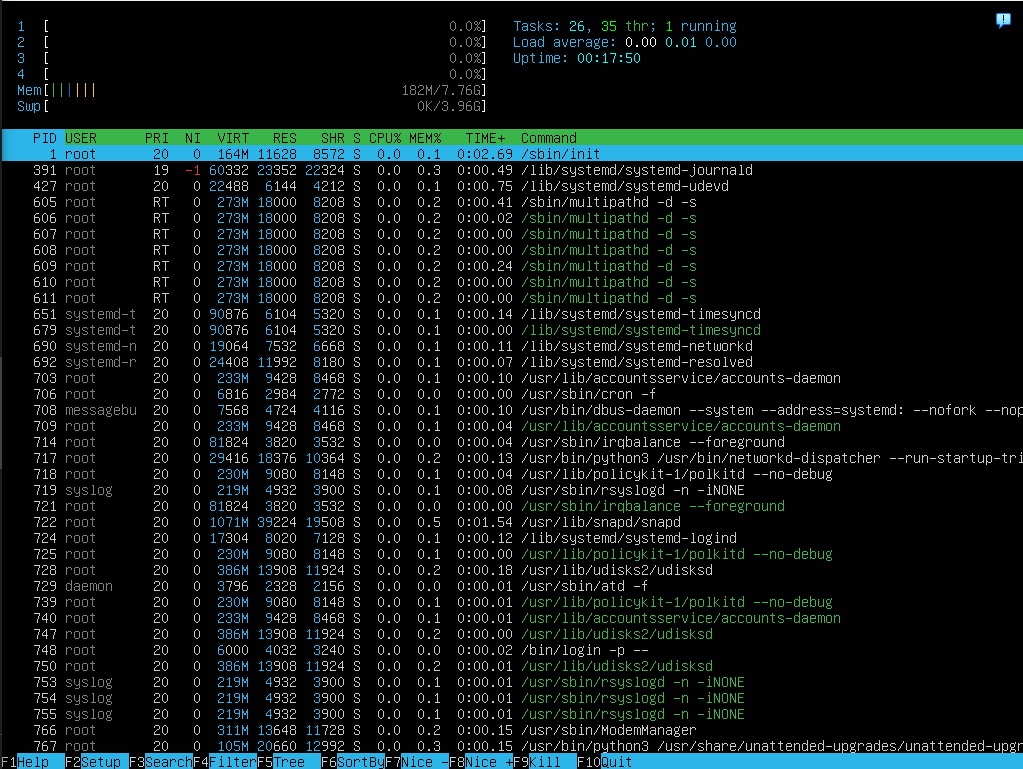 1 [ 0.0%] Tasks: 26, 35 thr; 1 running
2 [ 0.0%] Load average: 0.00 0.01 0.00
3 [ 0.0%] Uptime: 00:17:50
4 [ 0.0%]
Mem[|||||| 182M/7.76G]
Swp[ 0K/3.96G]
PID USER PRI NI VIRT RES SHR S CPU% MEM% TIME+ Command
1 root 20 0 164M 11628 8572 S 0.0 0.1 0:02.69 /sbin/init
391 root 19 -1 60332 23352 22324 S 0.0 0.3 0:00.49 /lib/systemd/systemd-journald
427 root 20 0 22488 6144 4212 S 0.0 0.1 0:00.75 /lib/systemd/systemd-udevd
605 root RT 0 273M 18000 8208 S 0.0 0.2 0:00.41 /sbin/multipathd -d -s
606 root RT 0 273M 18000 8208 S 0.0 0.2 0:00.02 /sbin/multipathd -d -s
607 root RT 0 273M 18000 8208 S 0.0 0.2 0:00.00 /sbin/multipathd -d -s
608 root RT 0 273M 18000 8208 S 0.0 0.2 0:00.00 /sbin/multipathd -d -s
609 root RT 0 273M 18000 8208 S 0.0 0.2 0:00.24 /sbin/multipathd -d -s
610 root RT 0 273M 18000 8208 S 0.0 0.2 0:00.00 /sbin/multipathd -d -s
611 root RT 0 273M 18000 8208 S 0.0 0.2 0:00.00 /sbin/multipathd -d -s
651 systemd-t 20 0 90876 6104 5320 S 0.0 0.1 0:00.14 /lib/systemd/systemd-timesyncd
679 systemd-t 20 0 90876 6104 5320 S 0.0 0.1 0:00.00 /lib/systemd/systemd-timesyncd
690 systemd-n 20 0 19064 7532 6668 S 0.0 0.1 0:00.11 /lib/systemd/systemd-networkd
692 systemd-r 20 0 24408 11992 8180 S 0.0 0.1 0:00.07 /lib/systemd/systemd-resolved
703 root 20 0 233M 9428 8468 S 0.0 0.1 0:00.10 /usr/lib/accountsservice/accounts-daemon
706 root 20 0 6816 2984 2772 S 0.0 0.0 0:00.00 /usr/sbin/cron -f
708 messagebu 20 0 7568 4724 4116 S 0.0 0.1 0:00.10 /usr/bin/dbus-daemon --system --address=systemd: --nofork --nop
709 root 20 0 233M 9428 8468 S 0.0 0.1 0:00.04 /usr/lib/accountsservice/accounts-daemon
714 root 20 0 81824 3820 3532 S 0.0 0.0 0:00.04 /usr/sbin/irqbalance --foreground
717 root 20 0 29416 18376 10364 S 0.0 0.2 0:00.13 /usr/bin/python3 /usr/bin/networkd-dispatcher --run-startup-tri
718 root 20 0 230M 9080 8148 S 0.0 0.1 0:00.04 /usr/lib/policykit-1/polkitd --no-debug
719 syslog 20 0 219M 4932 3900 S 0.0 0.1 0:00.08 /usr/sbin/rsyslogd -n -iNONE
721 root 20 0 81824 3820 3532 S 0.0 0.0 0:00.00 /usr/sbin/irqbalance --foreground
722 root 20 0 1071M 39224 19508 S 0.0 0.5 0:01.54 /usr/lib/snapd/snapd
724 root 20 0 17304 8020 7128 S 0.0 0.1 0:00.12 /lib/systemd/systemd-logind
725 root 20 0 230M 9080 8148 S 0.0 0.1 0:00.00 /usr/lib/policykit-1/polkitd --no-debug
728 root 20 0 386M 13908 11924 S 0.0 0.2 0:00.18 /usr/lib/udisks2/udisksd
729 daemon 20 0 3796 2328 2156 S 0.0 0.0 0:00.00 /usr/sbin/atd -f
739 root 20 0 230M 9080 8148 S 0.0 0.1 0:00.01 /usr/lib/policykit-1/polkitd --no-debug
740 root 20 0 233M 9428 8468 S 0.0 0.1 0:00.01 /usr/lib/accountsservice/accounts-daemon
747 root 20 0 386M 13908 11924 S 0.0 0.2 0:00.00 /usr/lib/udisks2/udisksd
748 root 20 0 6000 4032 3240 S 0.0 0.0 0:00.02 /bin/login -p --
750 root 20 0 386M 13908 11924 S 0.0 0.2 0:00.01 /usr/lib/udisks2/udisksd
753 syslog 20 0 219M 4932 3900 S 0.0 0.1 0:00.01 /usr/sbin/rsyslogd -n -iNONE
754 syslog 20 0 219M 4932 3900 S 0.0 0.1 0:00.00 /usr/sbin/rsyslogd -n -iNONE
755 syslog 20 0 219M 4932 3900 S 0.0 0.1 0:00.01 /usr/sbin/rsyslogd -n -iNONE
766 root 20 0 311M 13648 11728 S 0.0 0.2 0:00.15 /usr/sbin/ModemManager
767 root 20 0 105M 20660 12992 S 0.0 0.3 0:00.15 /usr/bin/python3 /usr/share/unattended-upgrades/unattended-upgr
F1Help F2Setup F3SearchF4FilterF5Tree F6SortByF7Nice -F8Nice +F9Kill F10Quit